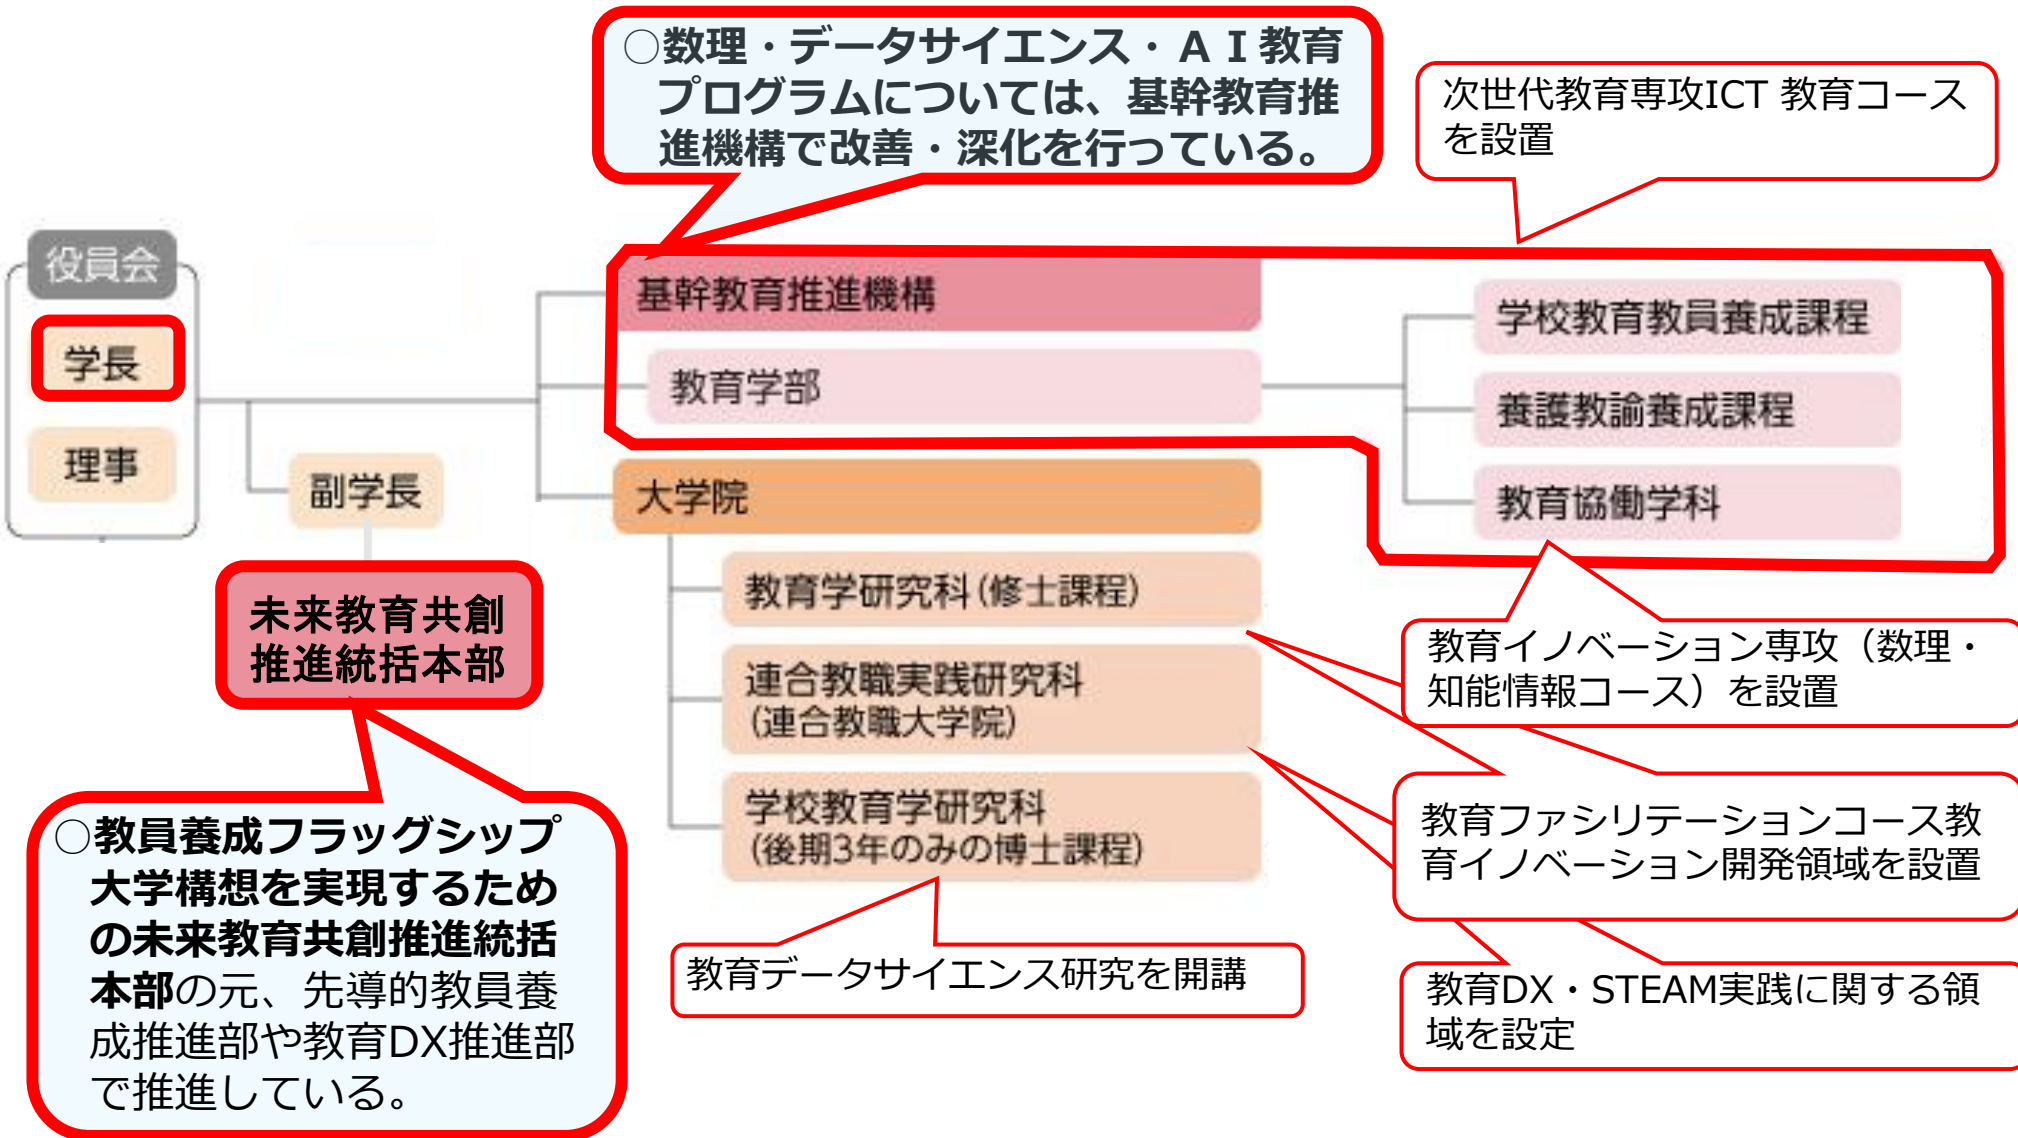 ○数理・データサイエンス・ＡＩ教育
プログラムについては、基幹教育推
進機構で改善・深化を行っている。
次世代教育専攻ICT 教育コース
を設置
役員会
学長
理事
副学長
基幹教育推進機構
教育学部
学校教育教員養成課程
養護教諭養成課程
教育協働学科
大学院
教育学研究科(修士課程)
連合教職実践研究科
(連合教職大学院)
学校教育学研究科
(後期3年のみの博士課程)
未来教育共創
推進統括本部
教育イノベーション専攻（数理・
知能情報コース）を設置
教育ファシリテーションコース教
育イノベーション開発領域を設置
教育DX・STEAM実践に関する領
域を設定
教育データサイエンス研究を開講
○教員養成フラッグシップ
大学構想を実現するため
の未来教育共創推進統括
本部の元、先導的教員養
成推進部や教育DX推進部
で推進している。